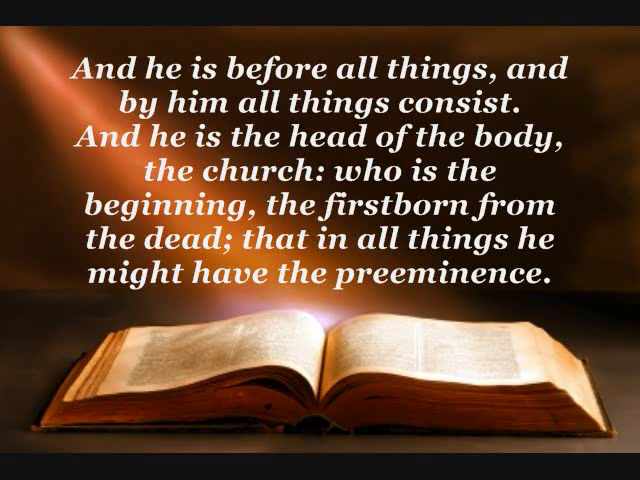 And he is before all things, and
by him all things consist.
And he is the head of the body,
the church: who is the
beginning, the firstborn from
the dead; that in all things he
might have the preeminence.